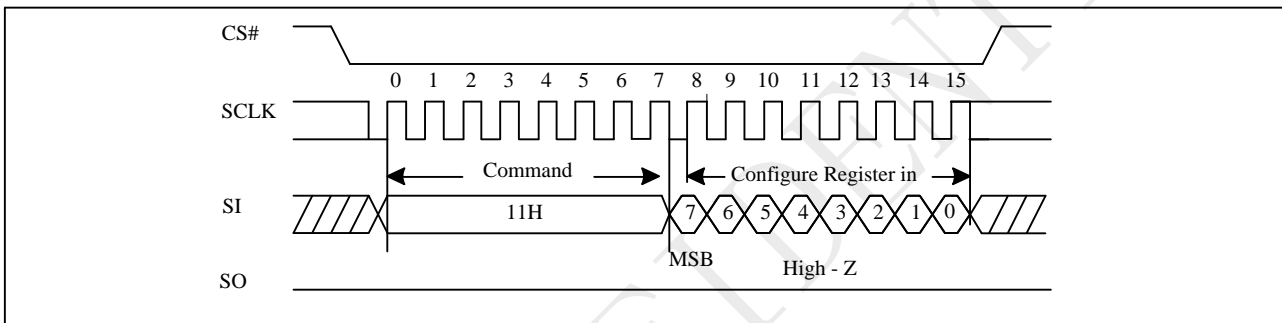 CS#
0 1 2 3 4 5 6 7 8 9 10 11 12 13 14 15
SCLK
Command
Configure Register in
SI
11H
7 6 5 4 3 2 1 0
MSB
High - Z
SO